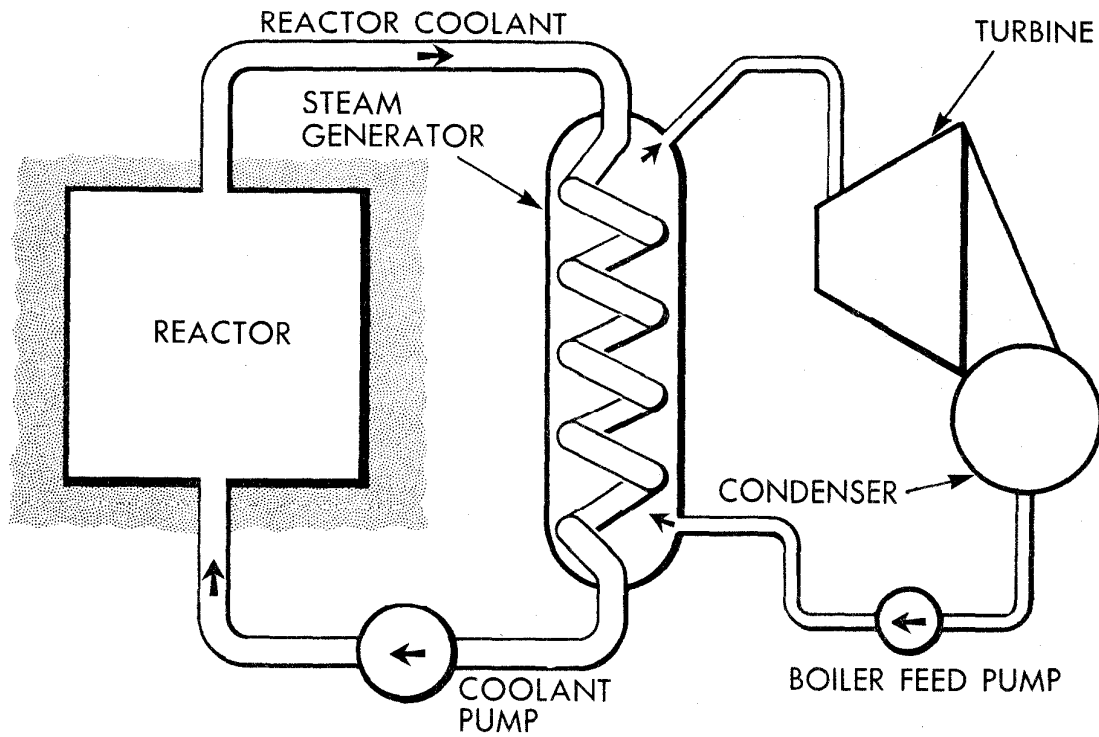 REACTOR COOLANT
TURBINE
STEAM
GENERATOR
REACTOR
CONDENSER
COOLANT
PUMP
BOILER FEED PUMP